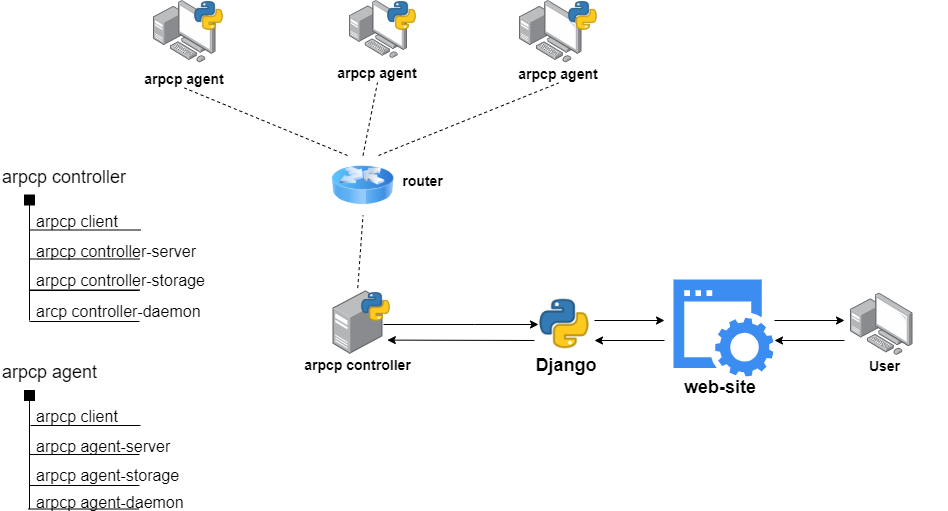 arpcp agent
arpcp agent
arpcp agent
router
arpcp controller
arpcp client
arpcp controller-server
arpcp controller-storage
arcp controller-daemon
arpcp controller
Django
web-site
User
arpcp agent
arpcp client
arpcp agent-server
arpcp agent-storage
arpcp agent-daemon